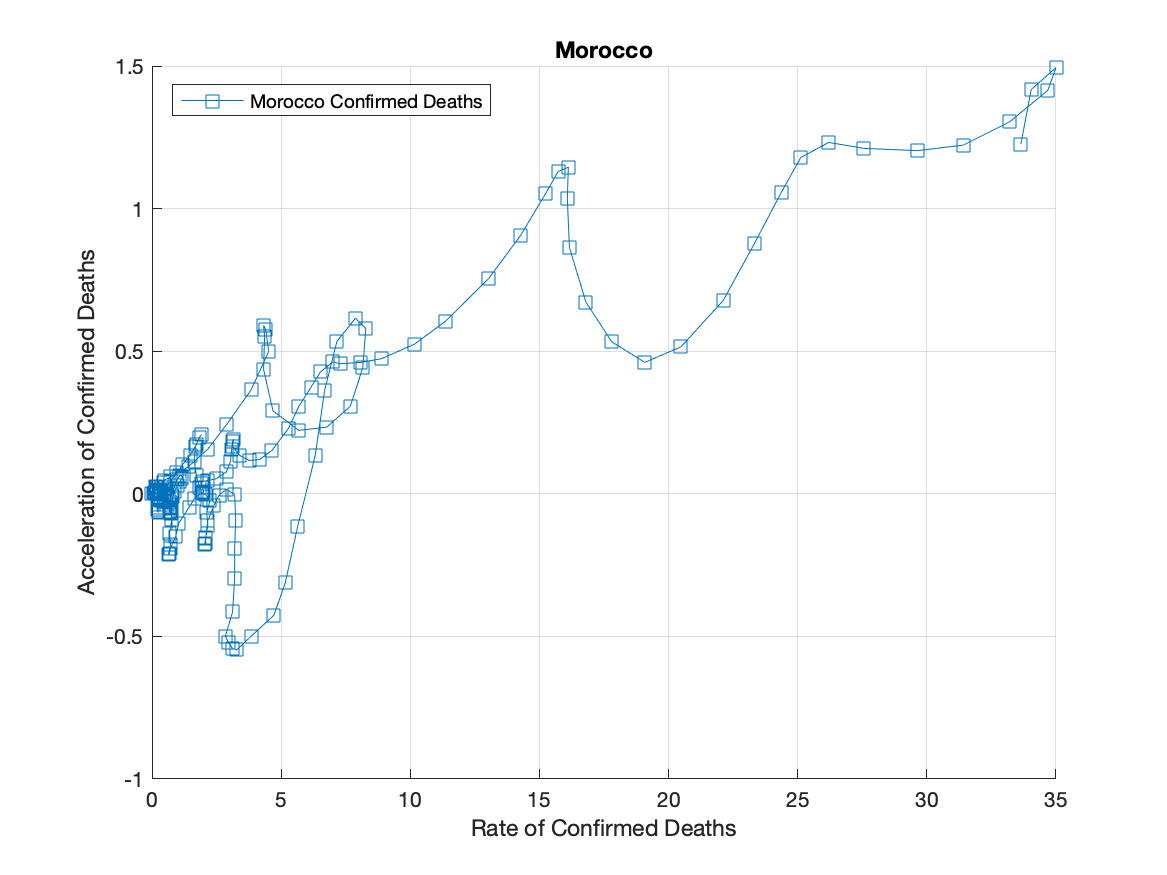 Morocco
Morocco Confirmed Deaths
1.5
1
0.5
0
-0.5
-1
Acceleration of Confirmed Deaths
0 5 10 15 20 25 30 35
Rate of Confirmed Deaths